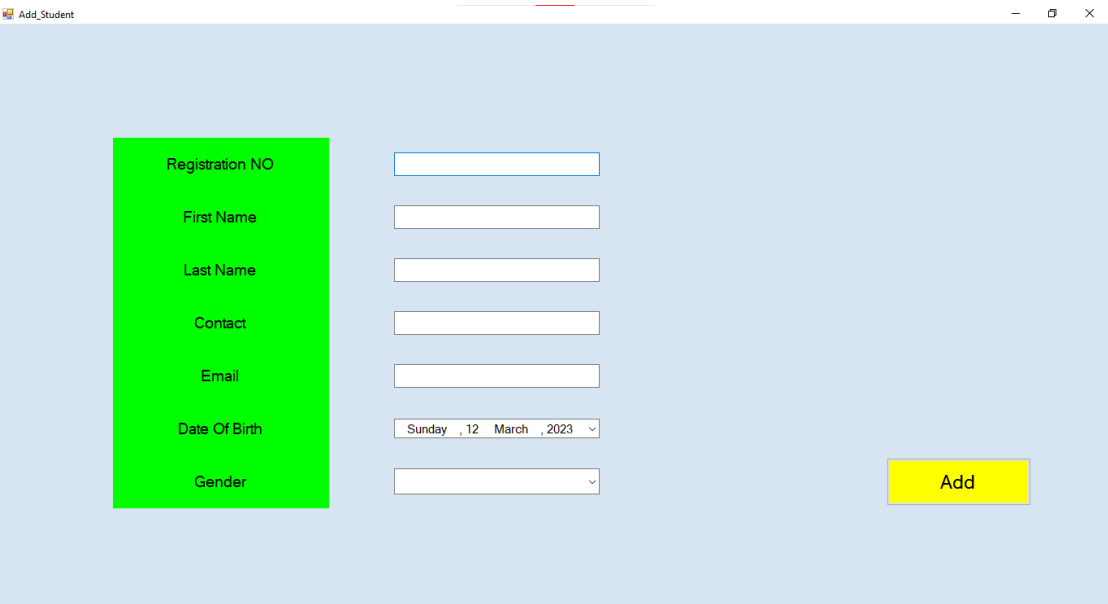 Add_Student
Registration NO
First Name
Last Name
Contact
Email
Date Of Birth
Sunday , 12 March , 2023
Gender
Add